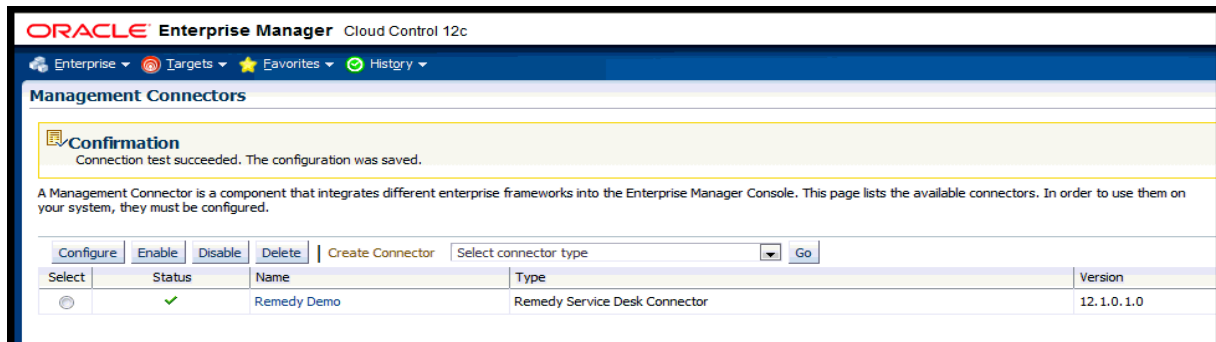 ORACLE Enterprise Manager Cloud Control 12c
Enterprise Targets Favorites History
Management Connectors
Confirmation
Connection test succeeded. The configuration was saved.
A Management Connector is a component that integrates different enterprise frameworks into the Enterprise Manager Console. This page lists the available connectors. In order to use them on
your system, they must be configured.
Configure Enable Disable Delete Create Connector Select connector type Go
Select Status Name Type Version
Remedy Demo Remedy Service Desk Connector 12.1.0.1.0